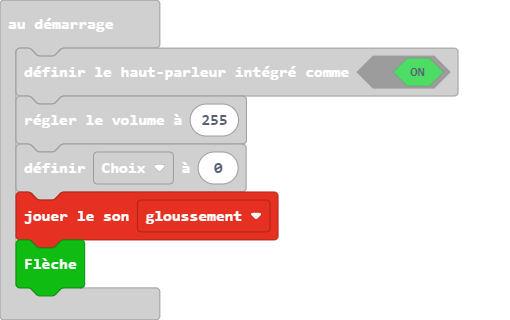 au démarrage
définir le haut-parleur intégré comme ON
régler le volume à 255
définir Choix à 0
jouer le son gloussement
Flèche